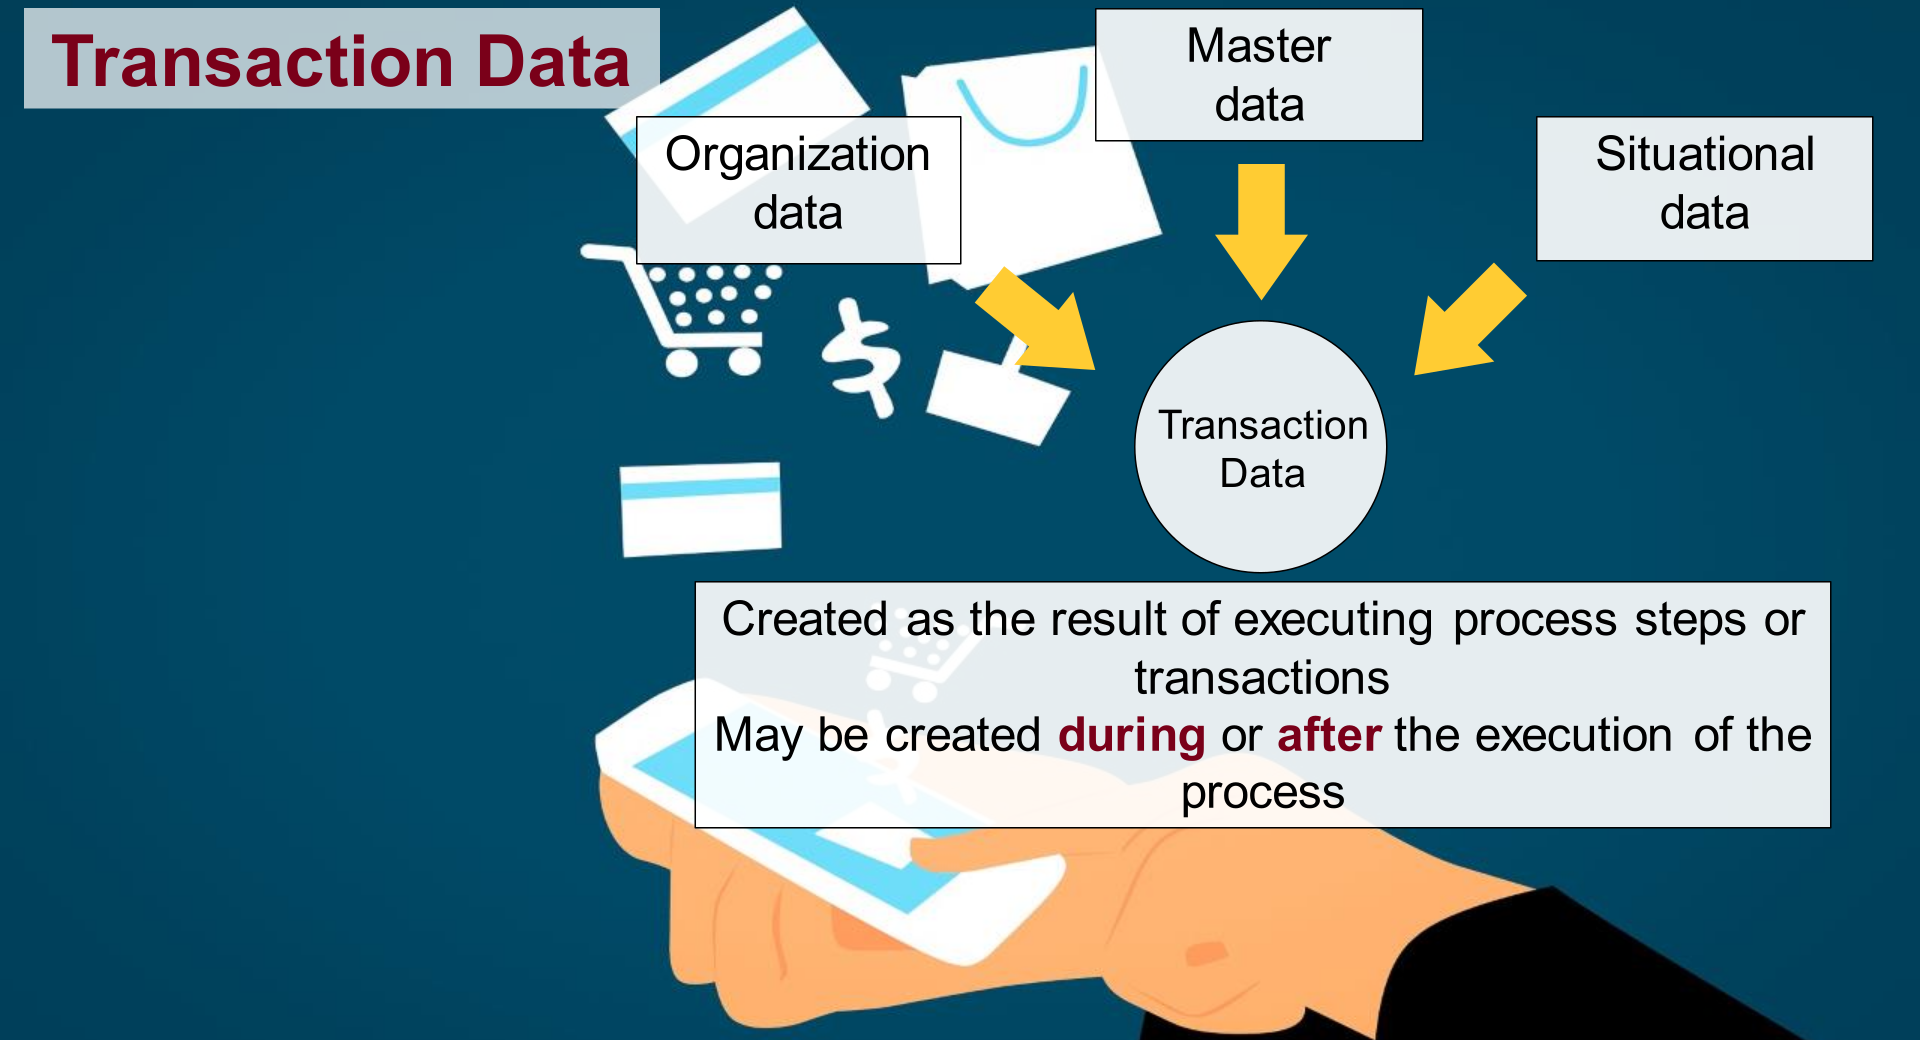 Transaction Data
Master
data
Organization
data
Situational
data
Transaction
Data
Created as the result of executing process steps or
transactions
May be created during or after the execution of the
process